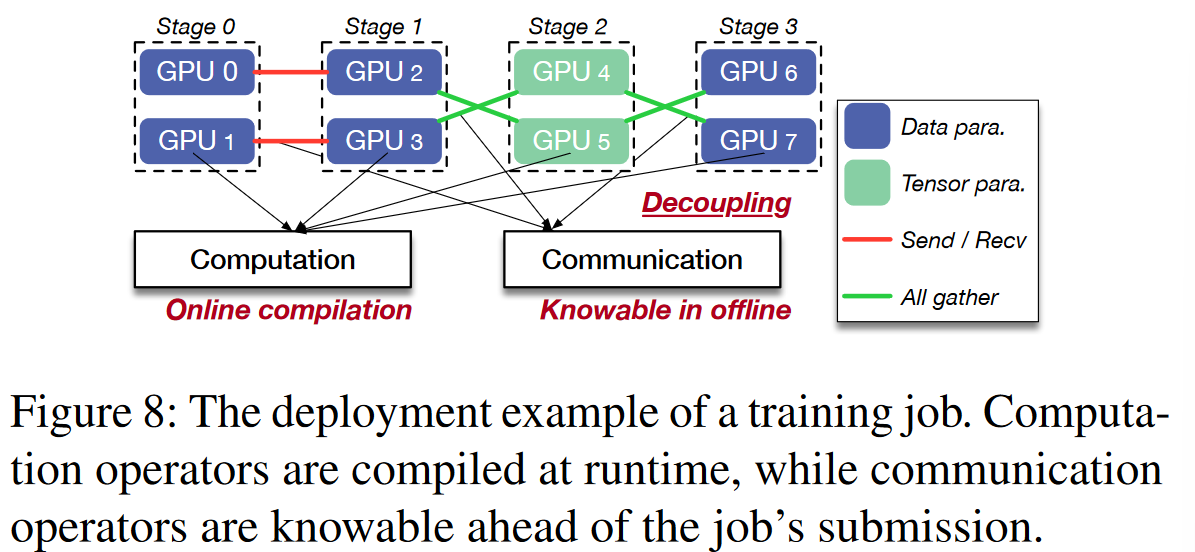 Stage 0
Stage 1
Stage 2
Stage 3
GPU 0
GPU 2
GPU 4
GPU 6
GPU 1
GPU 3
GPU 5
GPU 7
Data para.
Tensor para.
Send / Recv
All gather
Decoupling
Computation
Communication
Online compilation
Knowable in offline
Figure 8: The deployment example of a training job. Computa-
tion operators are compiled at runtime, while communication
operators are knowable ahead of the job’s submission.